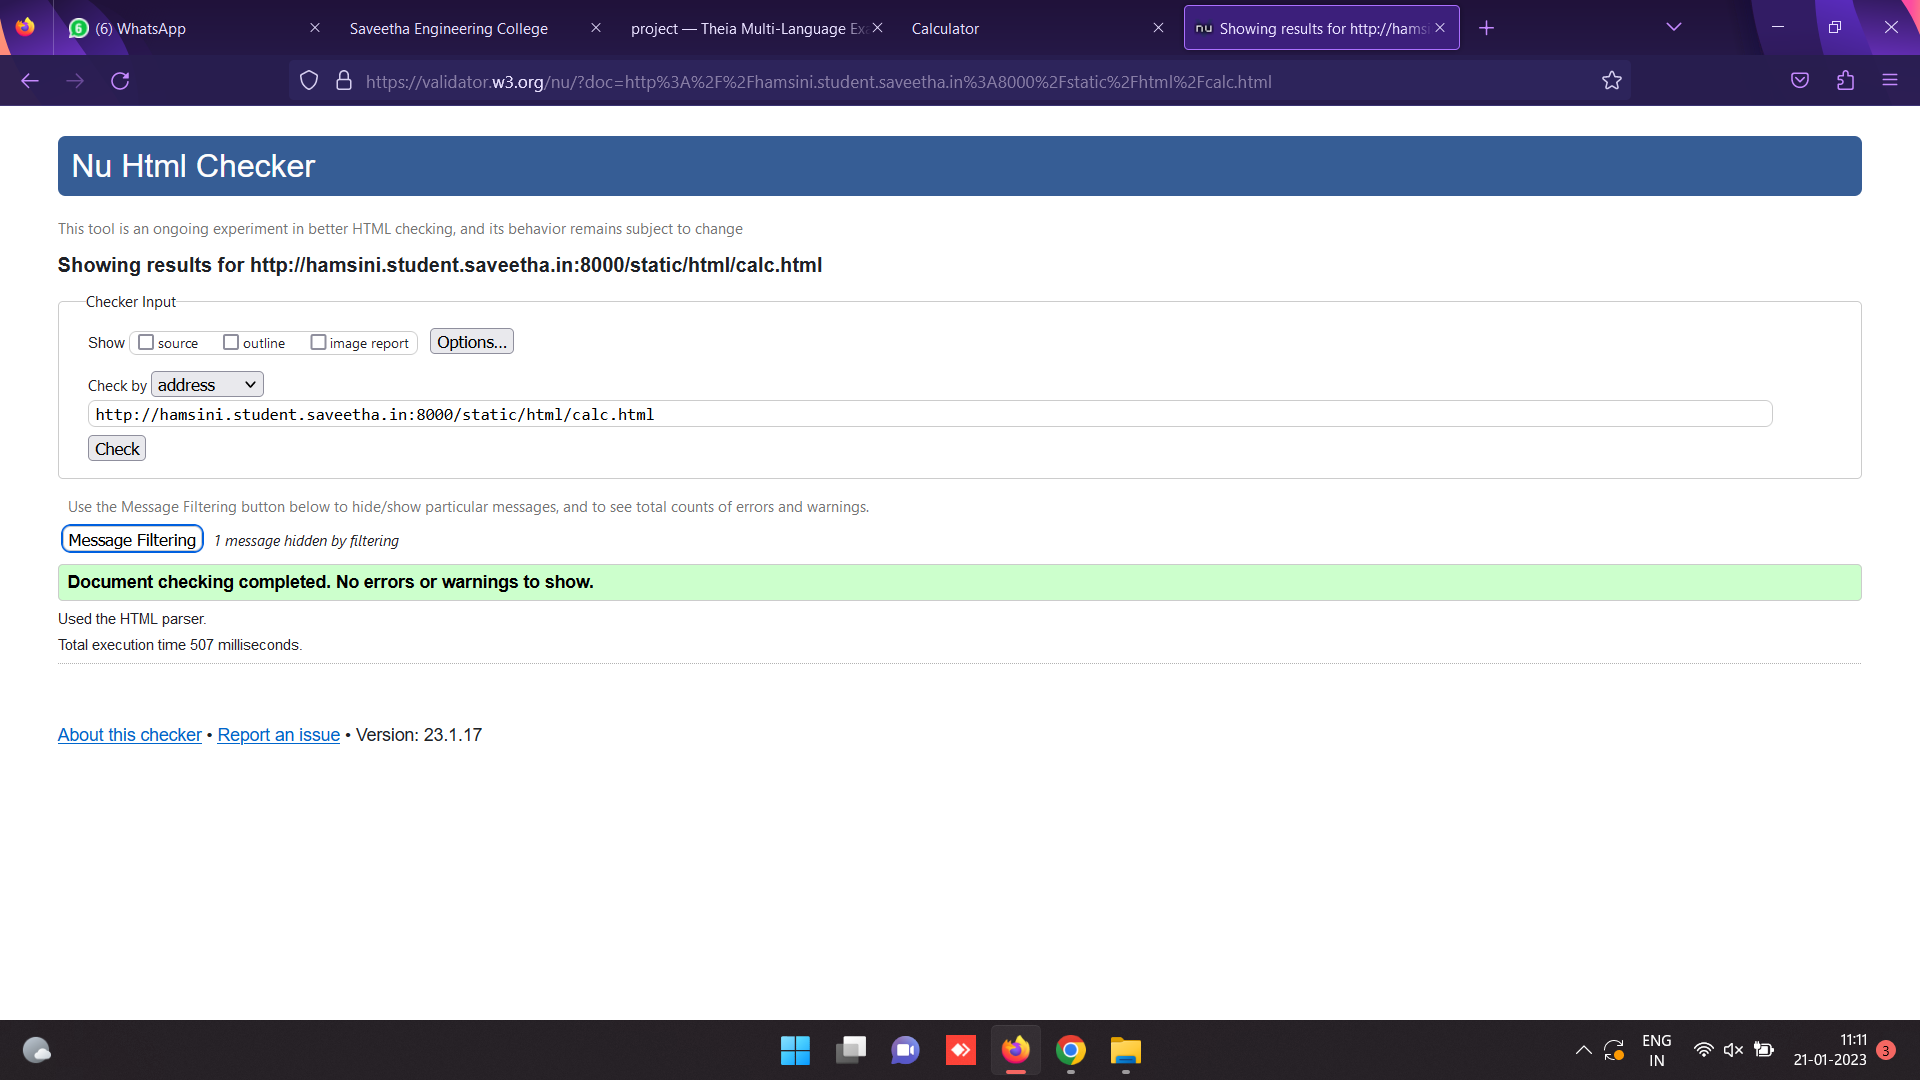 (6) WhatsApp
Saveetha Engineering College
project — Theia Multi-Language Ex
Calculator
nu Showing results for http://hams
https://validator.w3.org/nu/?doc=http%3A%2F%2Fhamsini.student.saveetha.in%3A8000%2Fstatic%2Fhtml%2Fcalc.html
Nu Html Checker
This tool is an ongoing experiment in better HTML checking, and its behavior remains subject to change
Showing results for http://hamsini.student.saveetha.in:8000/static/html/calc.html
Checker Input
Show source outline image report Options...
Check by address
http://hamsini.student.saveetha.in:8000/static/html/calc.html
Check
Use the Message Filtering button below to hide/show particular messages, and to see total counts of errors and warnings.
Message Filtering 1 message hidden by filtering
Document checking completed. No errors or warnings to show.
Used the HTML parser.
Total execution time 507 milliseconds.
About this checker • Report an issue • Version: 23.1.17
ENG
IN
11:11
21-01-2023
3